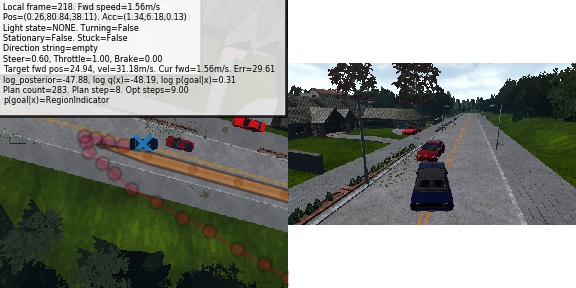 Local frame=218. Fwd speed=1.56m/s
Pos=(0.26,80.84,38.11). Acc=(1.34,6.18,0.13)
Light state=NONE. Turning=False
Stationary=False. Stuck=False
Direction string=empty
Steer=0.60, Throttle=1.00, Brake=0.00
Target fwd pos=24.94, vel=31.18m/s. Cur fwd=1.56m/s. Err=29.61
log_posterior=-47.88, log q(x)=-48.19, log p(goal|x)=0.31
Plan count=283. Plan step=8. Opt steps=9.00
p(goal|x)=RegionIndicator